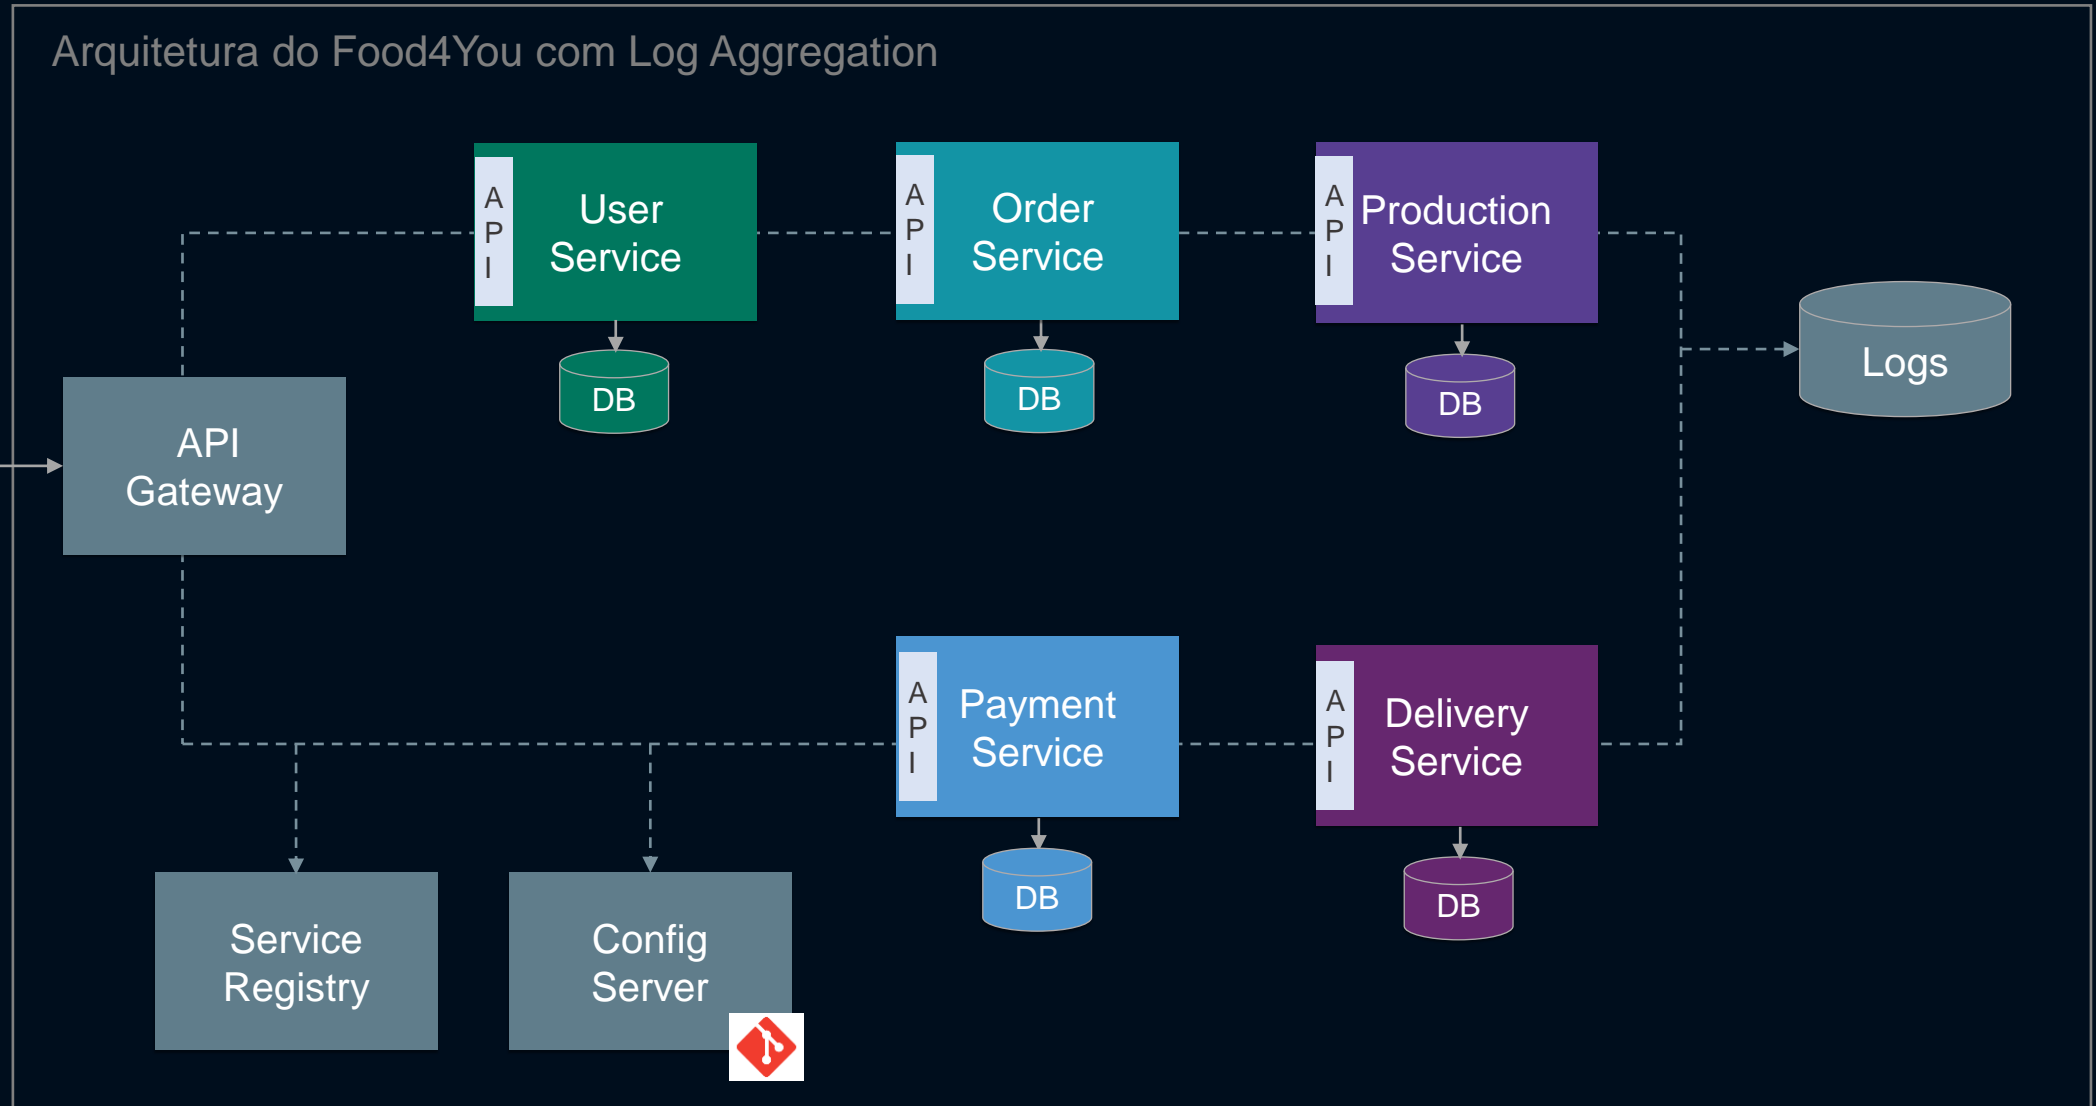 Arquitetura do Food4You com Log Aggregation
A
P
I
User
Service
DB
A
P
I
Order
Service
DB
A
P
I
Production
Service
DB
Logs
API
Gateway
A
P
I
Payment
Service
DB
A
P
I
Delivery
Service
DB
Service
Registry
Config
Server